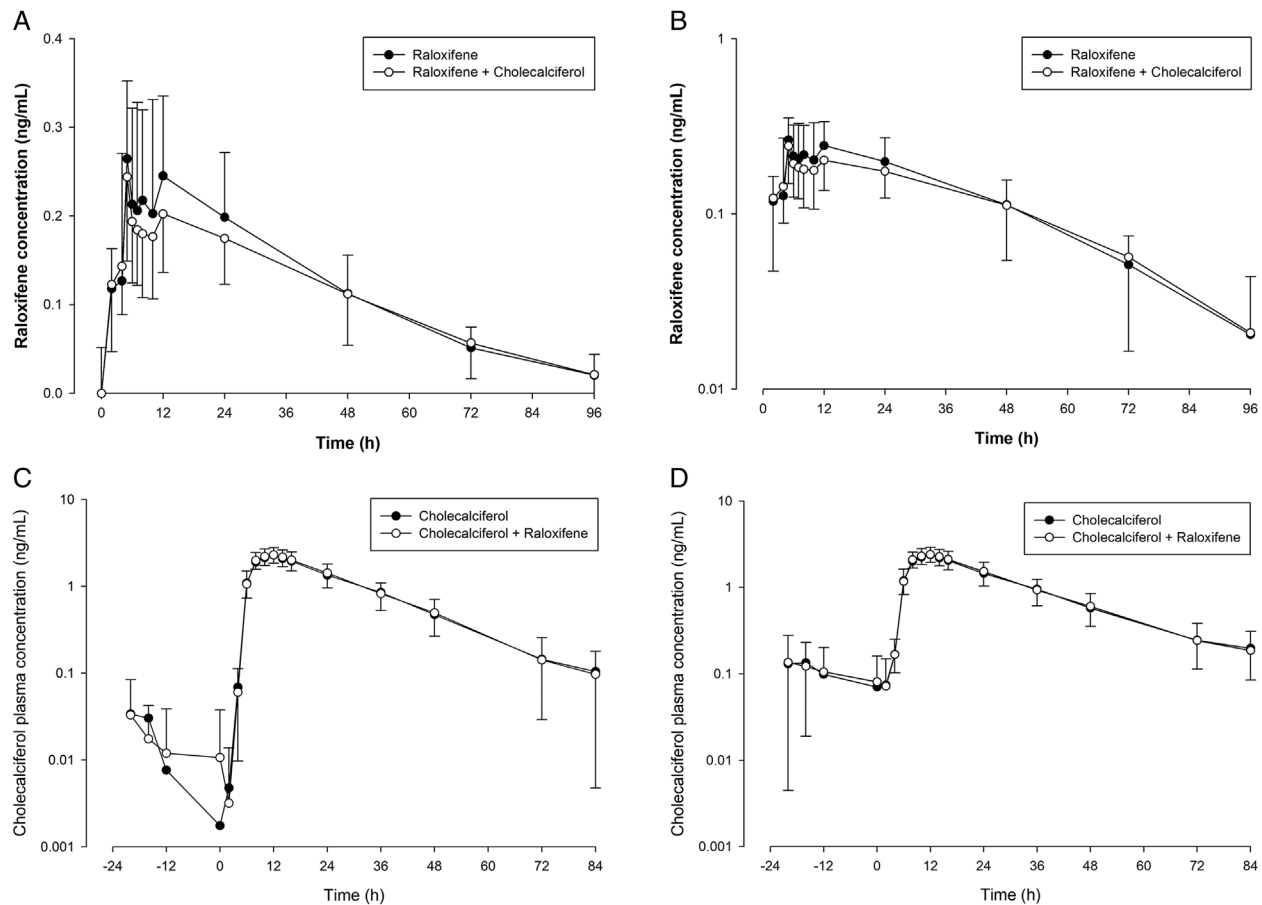 A
Raloxifene
Raloxifene + Cholecalciferol
Raloxifene concentration (ng/mL)
0.4
0.3
0.2
0.1
0.0
0 12 24 36 48 60 72 84 96
Time (h)
B
Raloxifene
Raloxifene + Cholecalciferol
Raloxifene concentration (ng/mL)
1
0.1
0.01
0 12 24 36 48 60 72 84 96
Time (h)
C
Cholecalciferol
Cholecalciferol + Raloxifene
Cholecalciferol plasma concentration (ng/mL)
10
1
0.1
0.01
0.001
-24 -12 0 12 24 36 48 60 72 84
Time (h)
D
Cholecalciferol
Cholecalciferol + Raloxifene
Cholecalciferol plasma concentration (ng/mL)
10
1
0.1
0.01
0.001
-24 -12 0 12 24 36 48 60 72 84
Time (h)